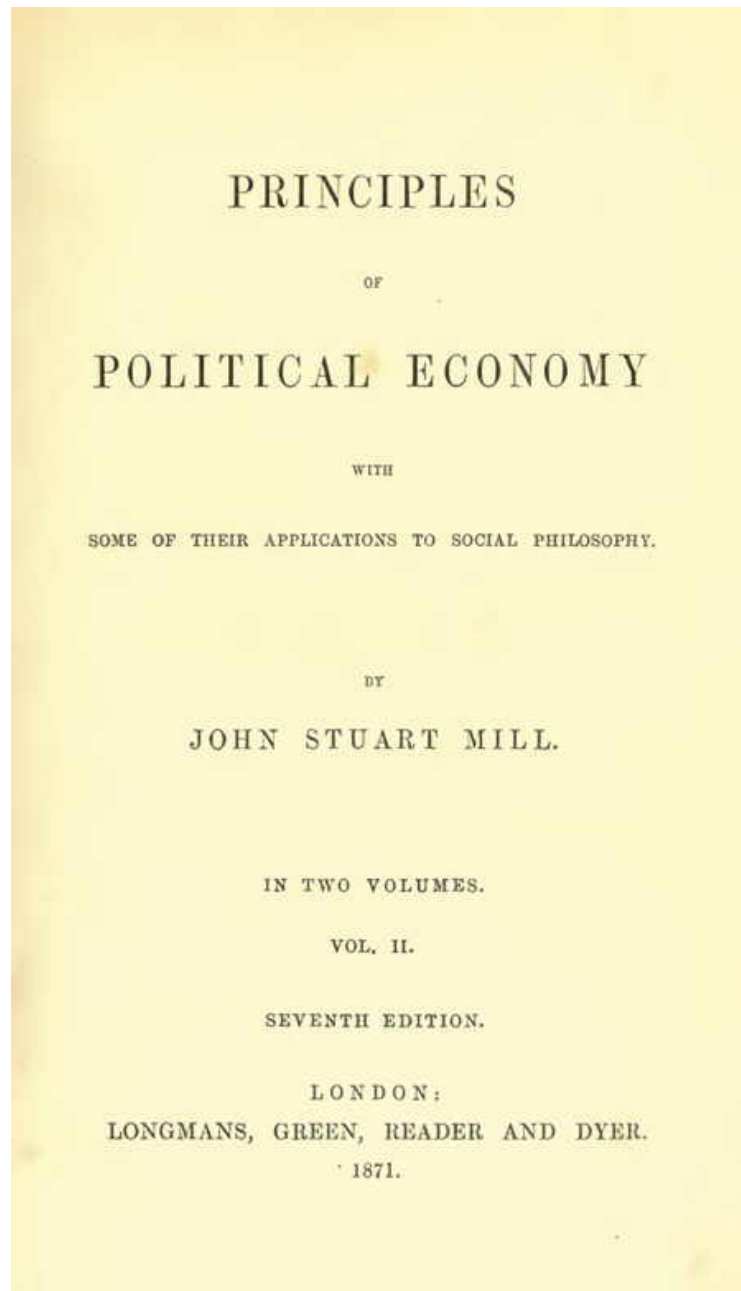 PRINCIPLES
OF
POLITICAL ECONOMY
WITH
SOME OF THEIR APPLICATIONS TO SOCIAL PHILOSOPHY.
BY
JOHN STUART MILL.
IN TWO VOLUMES.
VOL. II.
SEVENTH EDITION.
LONDON:
LONGMANS, GREEN, READER AND DYER.
1871.